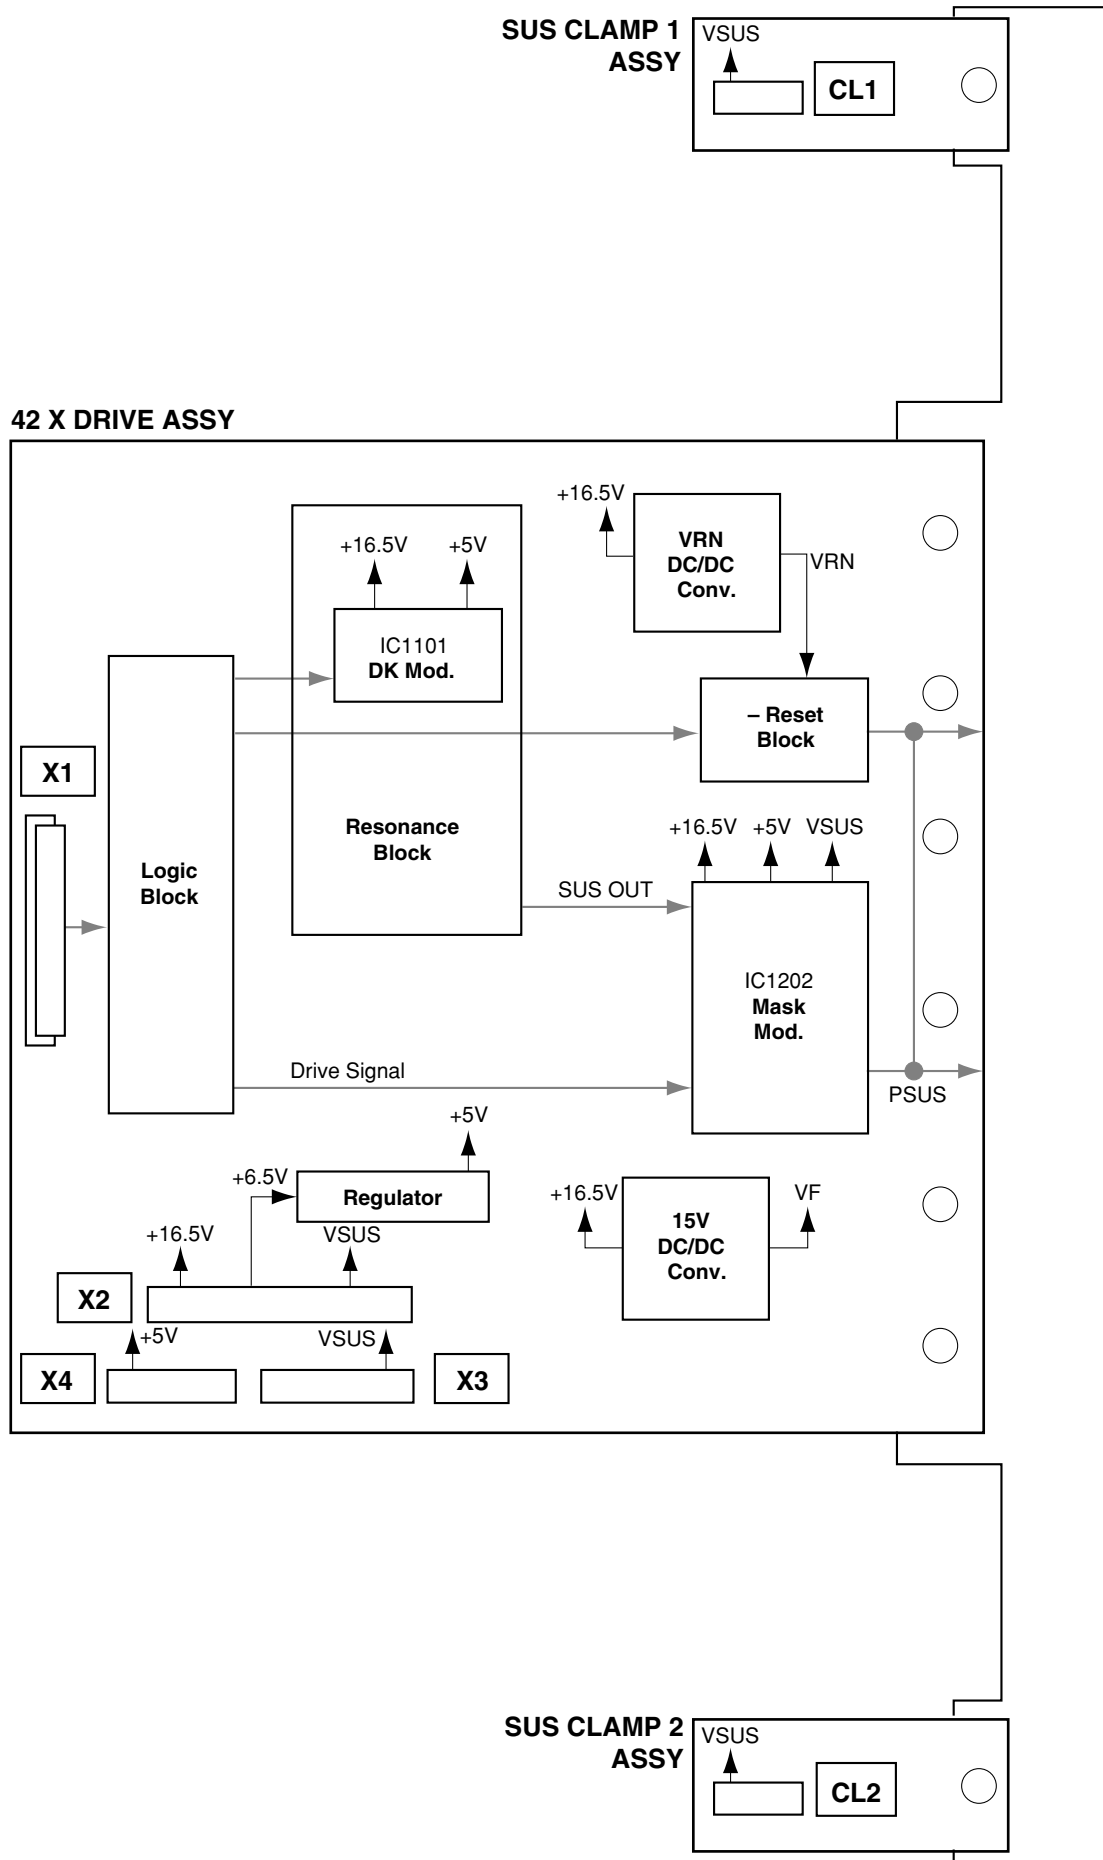 SUS CLAMP 1
ASSY
VSUS
CL1
42 X DRIVE ASSY
+16.5V
+5V
IC1101
DK Mod.
+16.5V
VRN
DC/DC
Conv.
VRN
– Reset
Block
X1
Logic
Block
Resonance
Block
SUS OUT
+16.5V
+5V
VSUS
IC1202
Mask
Mod.
Drive Signal
PSUS
+5V
+6.5V
Regulator
+16.5V
VSUS
X2
+16.5V
15V
DC/DC
Conv.
VF
+5V
VSUS
X4
X3
SUS CLAMP 2
ASSY
VSUS
CL2